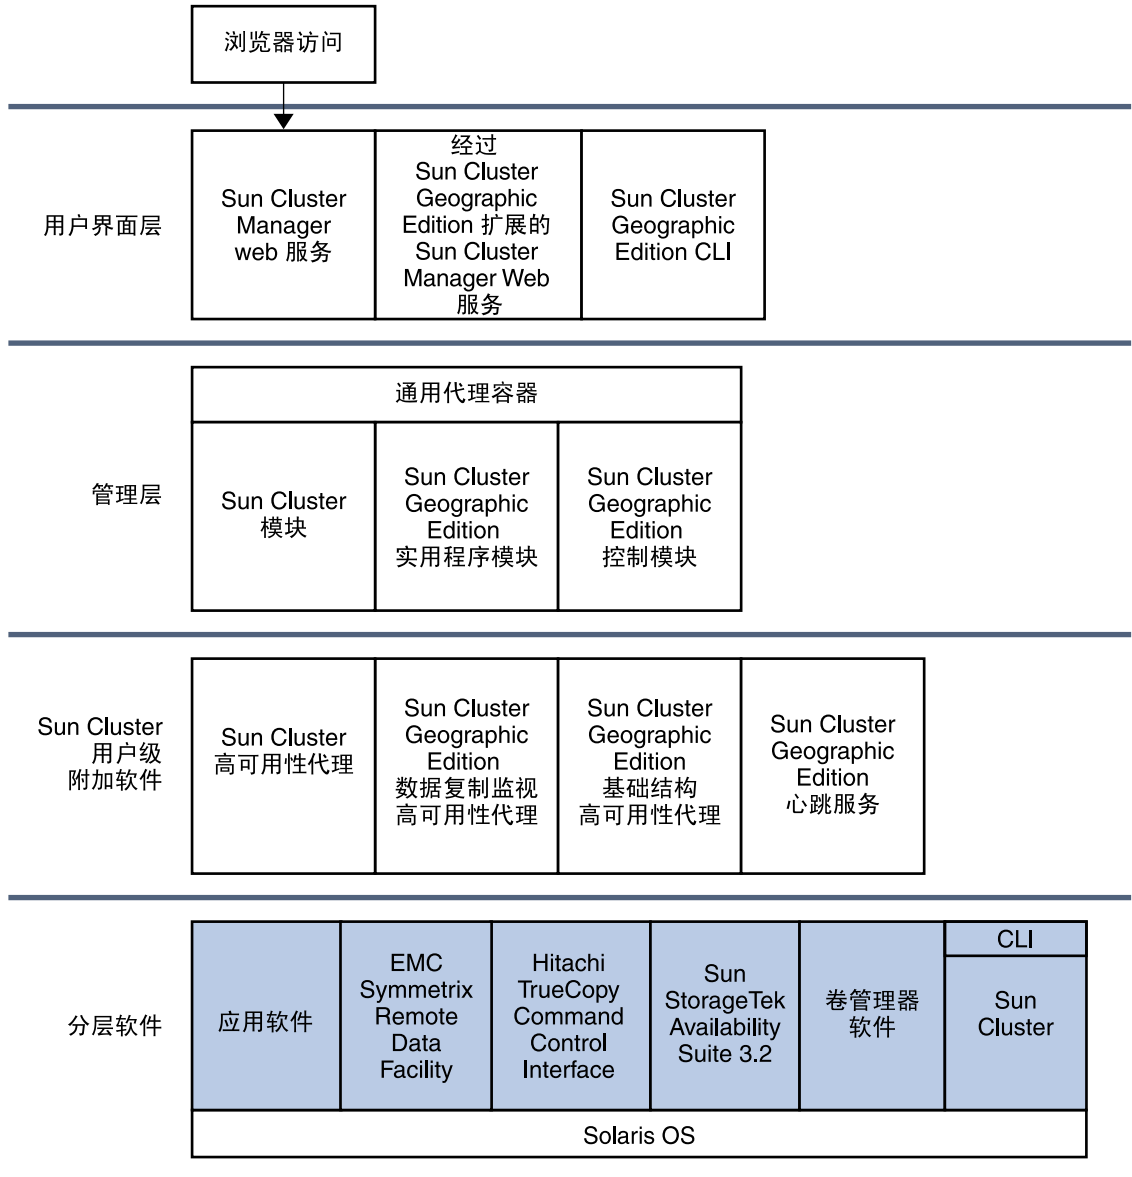 浏览器访问
用户界面层
Sun Cluster
Manager
web 服务
经过
Sun Cluster
Geographic
Edition 扩展的
Sun Cluster
Manager Web
服务
Sun Cluster
Geographic
Edition CLI
管理层
通用代理容器
Sun Cluster
模块
Sun Cluster
Geographic
Edition
实用程序模块
Sun Cluster
Geographic
Edition
控制模块
Sun Cluster
用户级
附加软件
Sun Cluster
高可用性代理
Sun Cluster
Geographic
Edition
数据复制监视
高可用性代理
Sun Cluster
Geographic
Edition
基础结构
高可用性代理
Sun Cluster
Geographic
Edition
心跳服务
分层软件
应用软件
EMC
Symmetrix
Remote
Data
Facility
Hitachi
TrueCopy
Command
Control
Interface
Sun
StorageTek
Availability
Suite 3.2
卷管理器
软件
CLI
Sun
Cluster
Solaris OS